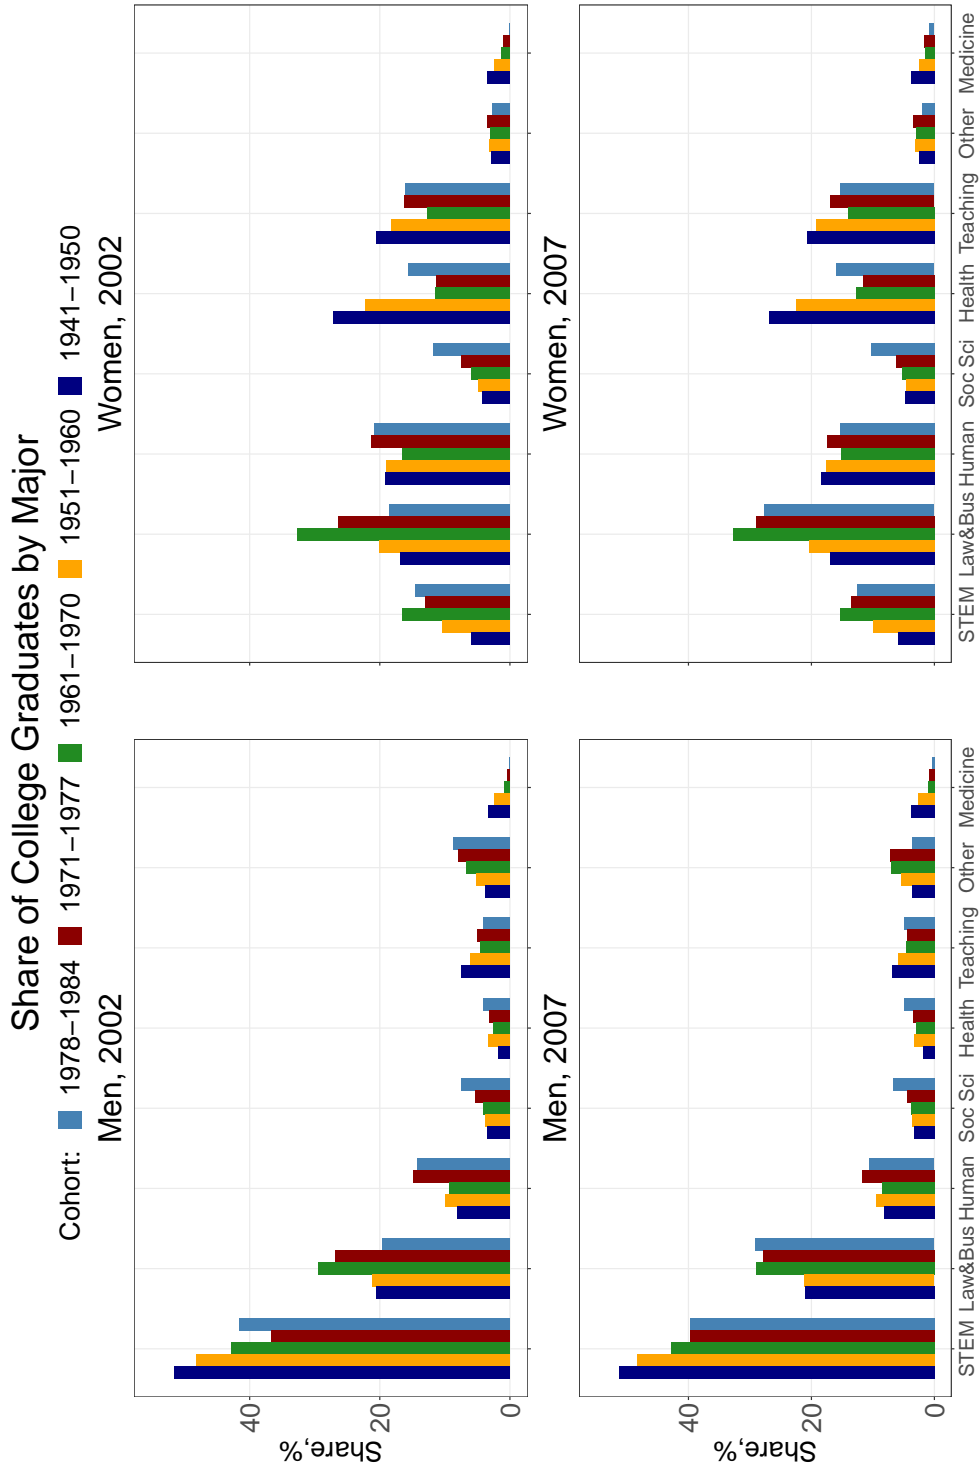 Share of College Graduates by Major
Cohort: 1978−1984 1971−1977 1961−1970 1951−1960 1941−1950
Men, 2002 Women, 2002
Share,%
40
20
0
Men, 2007 Women, 2007
Share,%
40
20
0
STEM Law&Bus Human Soc Sci Health Teaching Other Medicine STEM Law&Bus Human Soc Sci Health Teaching Other Medicine